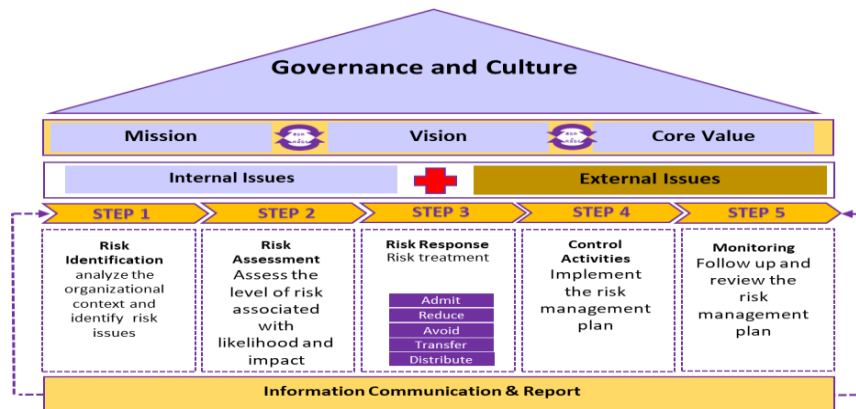 Governance and Culture
Mission
Vision
Core Value
Internal Issues
External Issues
STEP 1
STEP 2
STEP 3
STEP 4
STEP 5
Risk
Identification
analyze the
organizational
context and
identify risk
issues
Risk
Assessment
Assess the
level of risk
associated
with
likelihood and
impact
Risk Response
Risk treatment
Admit
Reduce
Avoid
Transfer
Distribute
Control
Activities
Implement
the risk
management
plan
Monitoring
Follow up and
review the
risk
management
plan
Information Communication & Report